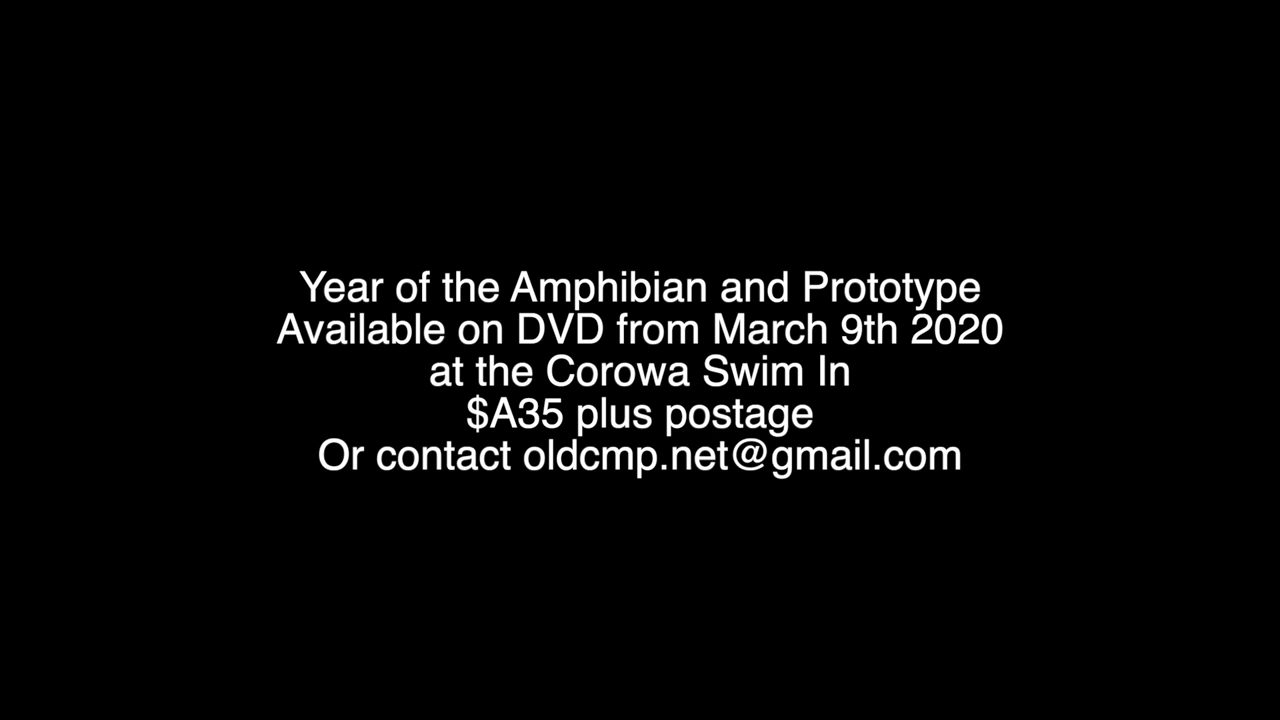 Year of the Amphibian and Prototype
Available on DVD from March 9th 2020
at the Corowa Swim In
$A35 plus postage
Or contact oldcmp.net@gmail.com